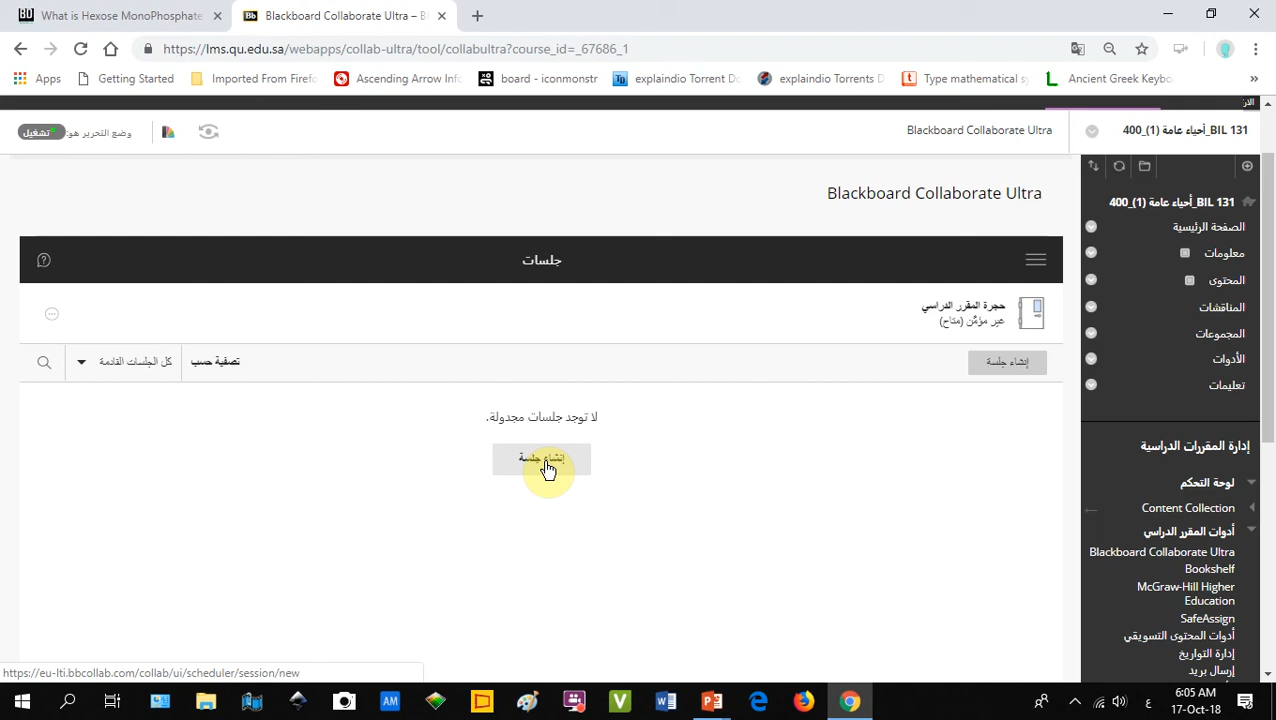 What is Hexose MonoPhosphate
Blackboard Collaborate Ultra – B
https://lms.qu.edu.sa/webapps/collab-ultra/tool/collabultra?course_id=_67686_1
Apps
Getting Started
Imported From Firefo
Ascending Arrow Info
board - iconmonstr
explaindio Torrent Do
explaindio Torrents D
Type mathematical sy
Ancient Greek Keybo
»
وضع التحرير هو: تشغيل
Blackboard Collaborate Ultra
BIL 131_أحياء عامة (1)_400
Blackboard Collaborate Ultra
جلسات
حجرة المقرر الدراسي
غير مؤمَّن (متاح)
إنشاء جلسة
تصفية حسب
كل الجلسات القادمة
لا توجد جلسات مجدولة.
إنشاء جلسة
BIL 131_أحياء عامة (1)_400
الصفحة الرئيسية
معلومات
المحتوى
المناقشات
المجموعات
الأدوات
تعليمات
إدارة المقررات الدراسية
لوحة التحكم
Content Collection
أدوات المقرر الدراسي
Blackboard Collaborate Ultra
Bookshelf
McGraw-Hill Higher
Education
SafeAssign
أدوات المحتوى التسويقي
إدارة التواريخ
إرسال بريد
https://eu-lti.bbcollab.com/collab/ui/scheduler/session/new
ع
6:05 AM
17-Oct-18